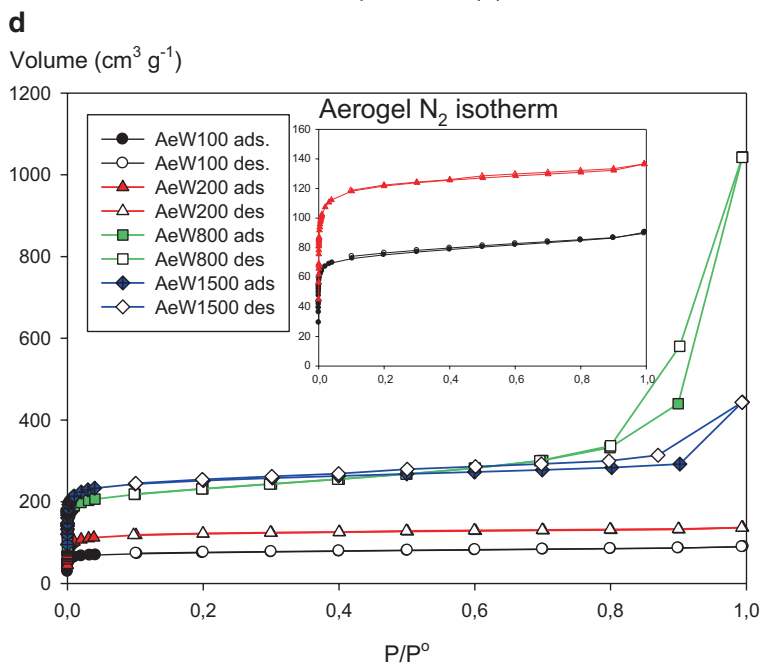 d
Volume (cm³ g⁻¹)
Aerogel N₂ isotherm
AeW100 ads.
AeW100 des.
AeW200 ads
AeW200 des
AeW800 ads
AeW800 des
AeW1500 ads
AeW1500 des
1200
1000
800
600
400
200
0
160
140
120
100
80
60
40
20
0
0,0 0,2 0,4 0,6 0,8 1,0
0,0 0,2 0,4 0,6 0,8 1,0
P/P⁰